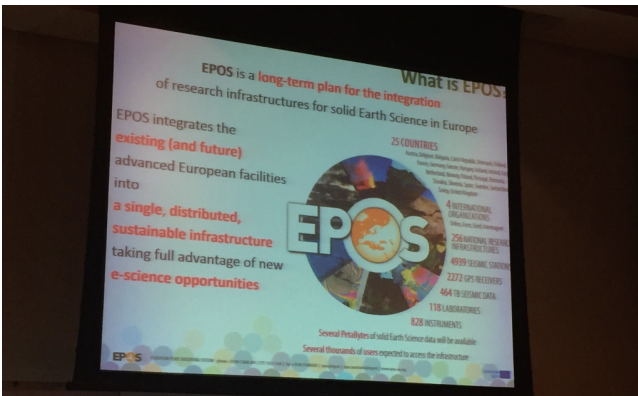 What is EPOS?
EPOS is a long-term plan for the integration
of research infrastructures for solid Earth Science in Europe
EPOS integrates the
existing (and future)
advanced European facilities
into
a single, distributed,
sustainable infrastructure
taking full advantage of new
e-science opportunities
EPOS
25 COUNTRIES
4 INTERNATIONAL
ORGANIZATIONS
256 NATIONAL RESEARCH
INFRASTRUCTURES
4939 SEISMIC STATIONS
2272 GPS RECEIVERS
464 TB SEISMIC DATA
118 LABORATORIES
828 INSTRUMENTS
Several PetaBytes of solid Earth Science data will be available
Several thousands of users expected to access the infrastructure
EPOS